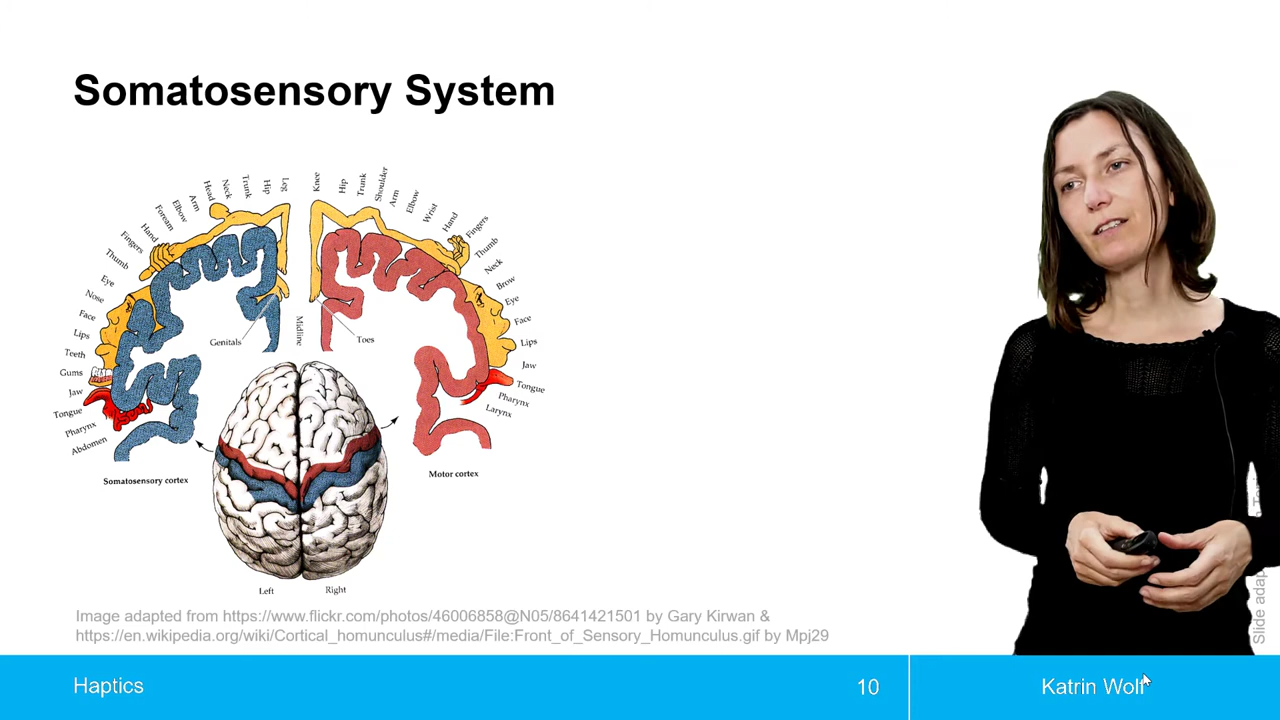 Somatosensory System
Leg
Hip
Trunk
Neck
Head
Arm
Elbow
Forearm
Hand
Fingers
Thumb
Eye
Nose
Face
Lips
Teeth
Gums
Jaw
Tongue
Pharynx
Abdomen
Genitals
Midline
Toes
Knee
Hip
Trunk
Shoulder
Arm
Elbow
Wrist
Hand
Fingers
Thumb
Neck
Brow
Eye
Face
Lips
Jaw
Tongue
Pharynx
Larynx
Somatosensory cortex
Motor cortex
Left
Right
Image adapted from https://www.flickr.com/photos/46006858@N05/8641421501 by Gary Kirwan &
https://en.wikipedia.org/wiki/Cortical_homunculus#/media/File:Front_of_Sensory_Homunculus.gif by Mpj29
Slide adap
Haptics
10
Katrin Wolf